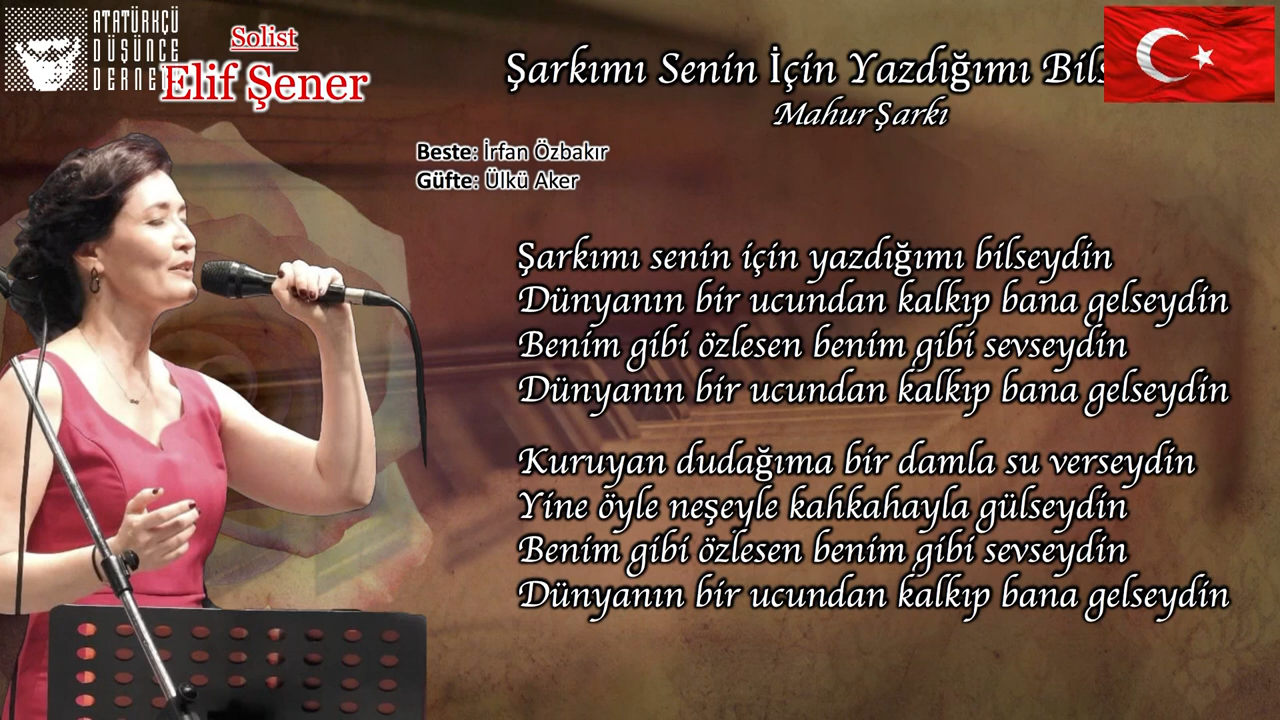 ATATÜRKÇÜ
DÜŞÜNCE
DERNEĞİ
Solist
Elif Şener
Şarkımı Senin İçin Yazdığımı Bils
Mahur Şarkı
Beste: İrfan Özbakır
Güfte: Ülkü Aker
Şarkımı senin için yazdığımı bilseydin
Dünyanın bir ucundan kalkıp bana gelseydin
Benim gibi özlesen benim gibi sevseydin
Dünyanın bir ucundan kalkıp bana gelseydin
Kuruyan dudağıma bir damla su verseydin
Yine öyle neşeyle kahkahayla gülseydin
Benim gibi özlesen benim gibi sevseydin
Dünyanın bir ucundan kalkıp bana gelseydin